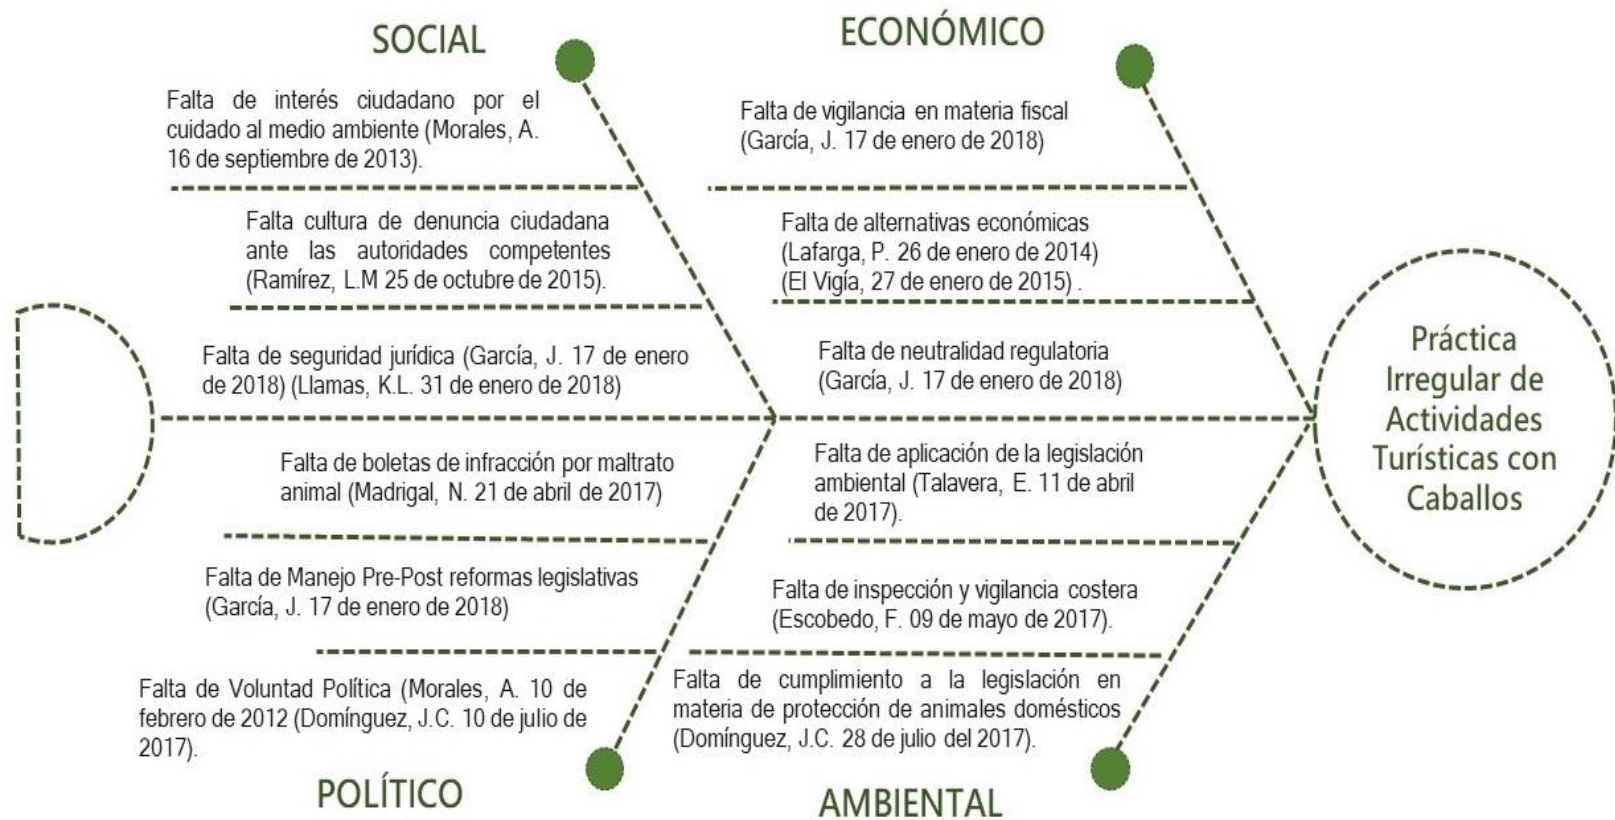 SOCIAL
Falta de interés ciudadano por el
cuidado al medio ambiente (Morales, A.
16 de septiembre de 2013).
Falta cultura de denuncia ciudadana
ante las autoridades competentes
(Ramírez, L.M 25 de octubre de 2015).
Falta de seguridad jurídica (García, J. 17 de enero
de 2018) (Llamas, K.L. 31 de enero de 2018)
ECONÓMICO
Falta de vigilancia en materia fiscal
(García, J. 17 de enero de 2018)
Falta de alternativas económicas
(Lafarga, P. 26 de enero de 2014)
(El Vigía, 27 de enero de 2015) .
Falta de neutralidad regulatoria
(García, J. 17 de enero de 2018)
Falta de boletas de infracción por maltrato
animal (Madrigal, N. 21 de abril de 2017)
Falta de Manejo Pre-Post reformas legislativas
(García, J. 17 de enero de 2018)
Falta de Voluntad Política (Morales, A. 10 de
febrero de 2012 (Domínguez, J.C. 10 de julio de
2017).
POLÍTICO
Falta de aplicación de la legislación
ambiental (Talavera, E. 11 de abril
de 2017).
Falta de inspección y vigilancia costera
(Escobedo, F. 09 de mayo de 2017).
Falta de cumplimiento a la legislación en
materia de protección de animales domésticos
(Domínguez, J.C. 28 de julio del 2017).
AMBIENTAL
Práctica
Irregular de
Actividades
Turísticas con
Caballos